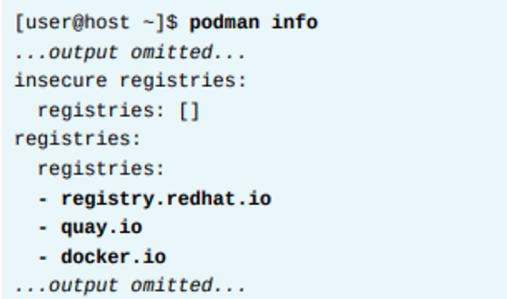 [user@host ~]$ podman info
...output omitted...
insecure registries:
  registries: []
registries:
  registries:
  - registry.redhat.io
  - quay.io
  - docker.io
...output omitted...